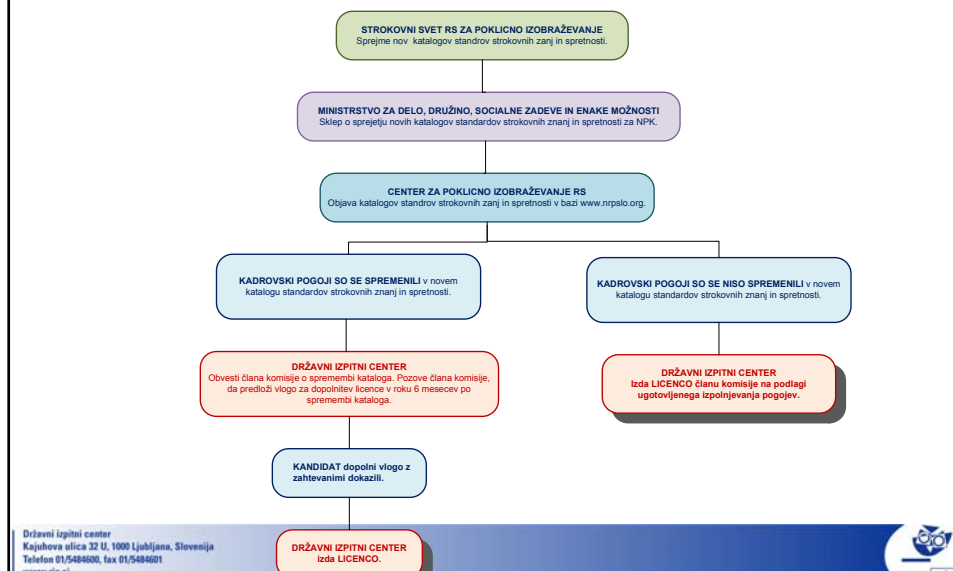 STROKOVNI SVET RS ZA POKLICNO IZOBRAŽEVANJE
Sprejme nov katalogov standrov strokovnih zanj in spretnosti.
MINISTRSTVO ZA DELO, DRUŽINO, SOCIALNE ZADEVE IN ENAKE MOŽNOSTI
Sklep o sprejetju novih katalogov standardov strokovnih znanj in spretnosti za NPK.
CENTER ZA POKLICNO IZOBRAŽEVANJE RS
Objava katalogov standrov strokovnih zanj in spretnosti v bazi www.nrpslo.org.
KADROVSKI POGOJI SO SE SPREMENILI v novem
katalogu standardov strokovnih znanj in spretnosti.
KADROVSKI POGOJI SO SE NISO SPREMENILI v novem
katalogu standardov strokovnih znanj in spretnosti.
DRŽAVNI IZPITNI CENTER
Obvesti člana komisije o spremembi kataloga. Pozove člana komisije,
da predloži vlogo za dopolnitev licence v roku 6 mesecev po
spremembi kataloga.
DRŽAVNI IZPITNI CENTER
Izda LICENCO članu komisije na podlagi
ugotovljenega izpolnjevanja pogojev.
KANDIDAT dopolni vlogo z
zahtevanimi dokazili.
DRŽAVNI IZPITNI CENTER
izda LICENCO.
Državni izpitni center
Kajuhova ulica 32 U, 1000 Ljubljana, Slovenija
Telefon 01/5484600, fax 01/5484601